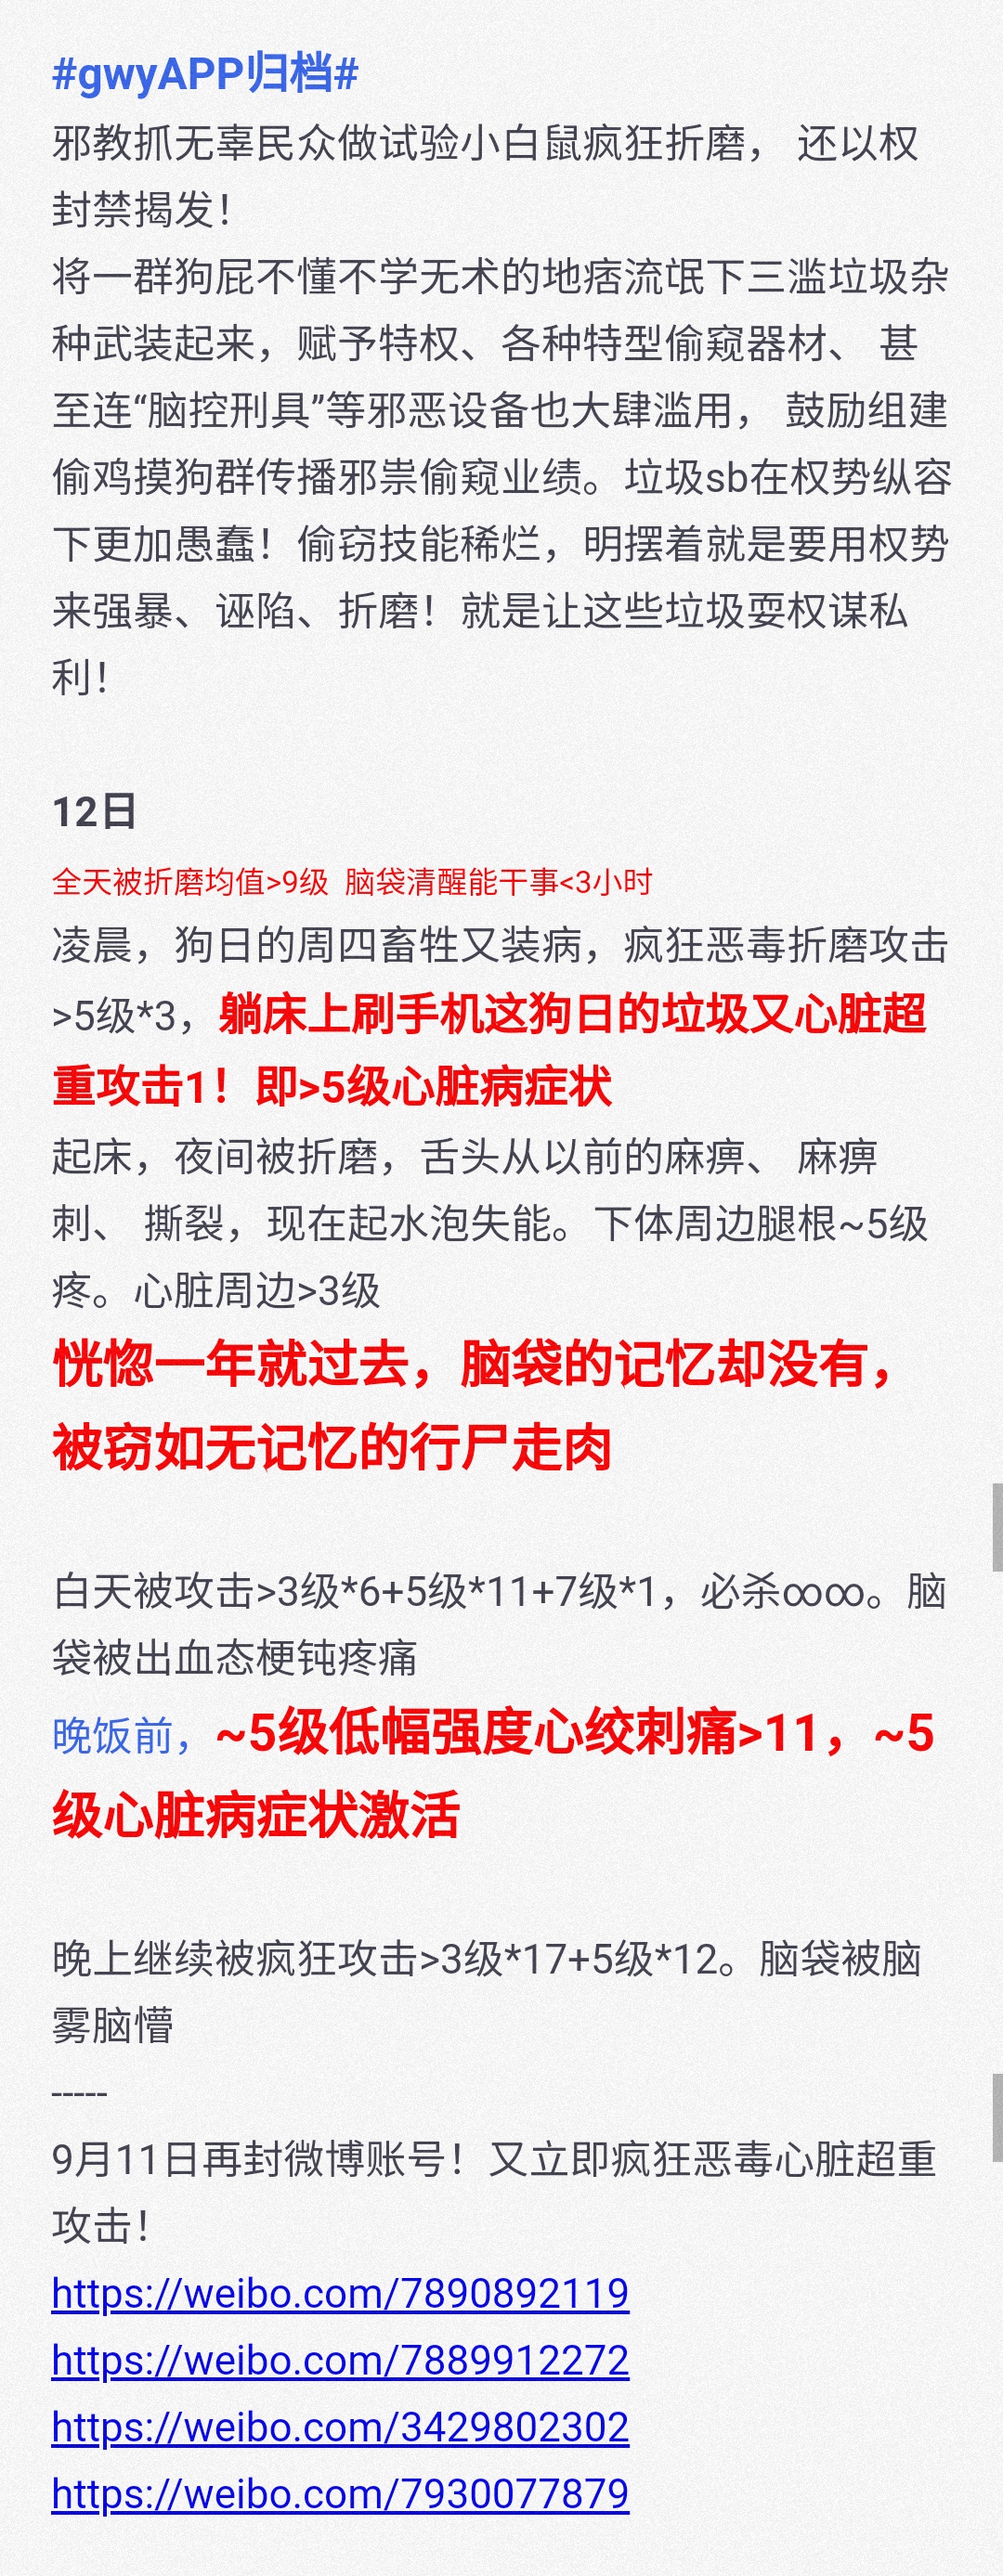 #gwyAPP归档#
邪教抓无辜民众做试验小白鼠疯狂折磨， 还以权
封禁揭发！
将一群狗屁不懂不学无术的地痞流氓下三滥垃圾杂
种武装起来，赋予特权、各种特型偷窥器材、 甚
至连“脑控刑具”等邪恶设备也大肆滥用， 鼓励组建
偷鸡摸狗群传播邪祟偷窥业绩。垃圾sb在权势纵容
下更加愚蠢！偷窃技能稀烂，明摆着就是要用权势
来强暴、诬陷、折磨！就是让这些垃圾耍权谋私
利！
12日
全天被折磨均值>9级 脑袋清醒能干事<3小时
凌晨，狗日的周四畜牲又装病，疯狂恶毒折磨攻击
>5级*3，躺床上刷手机这狗日的垃圾又心脏超
重攻击1！即>5级心脏病症状
起床，夜间被折磨，舌头从以前的麻痹、 麻痹
刺、 撕裂，现在起水泡失能。下体周边腿根~5级
疼。心脏周边>3级
恍惚一年就过去，脑袋的记忆却没有，
被窃如无记忆的行尸走肉
白天被攻击>3级*6+5级*11+7级*1，必杀∞∞。脑
袋被出血态梗钝疼痛
晚饭前，~5级低幅强度心绞刺痛>11，~5
级心脏病症状激活
晚上继续被疯狂攻击>3级*17+5级*12。脑袋被脑
雾脑懵
-----
9月11日再封微博账号！又立即疯狂恶毒心脏超重
攻击！
https://weibo.com/7890892119
https://weibo.com/7889912272
https://weibo.com/3429802302
https://weibo.com/7930077879